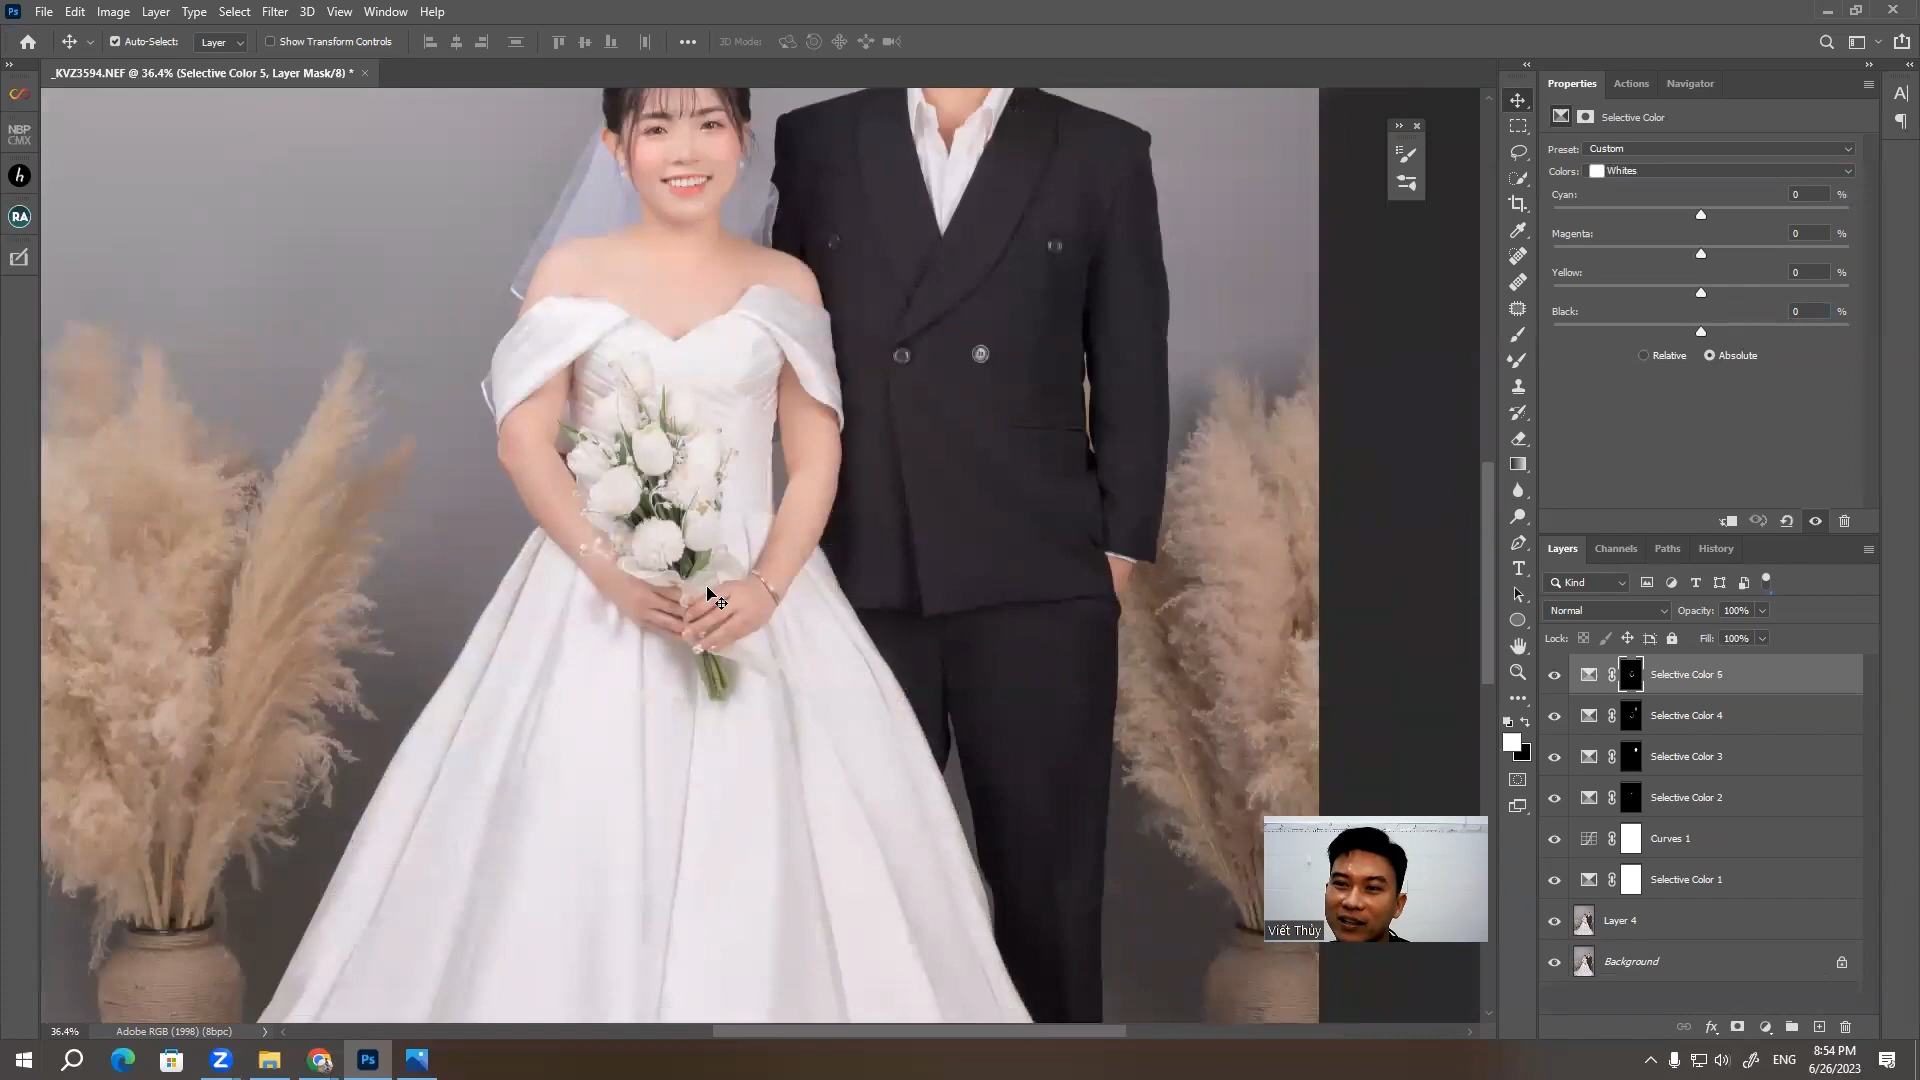 Ps File Edit Image Layer Type Select Filter 3D View Window Help
Auto-Select: Layer Show Transform Controls 3D Mode:
_KVZ3594.NEF @ 36.4% (Selective Color 5, Layer Mask/8) *
NBP
CMX
h
RA
Properties Actions Navigator
Selective Color
Preset: Custom
Colors: Whites
Cyan: 0 %
Magenta: 0 %
Yellow: 0 %
Black: 0 %
Relative Absolute
Layers Channels Paths History
Kind
Normal Opacity: 100%
Lock: Fill: 100%
Selective Color 5
Selective Color 4
Selective Color 3
Selective Color 2
Curves 1
Selective Color 1
Layer 4
Background
Viết Thủy
36.4% Adobe RGB (1998) (8bpc)
ENG
8:54 PM
6/26/2023